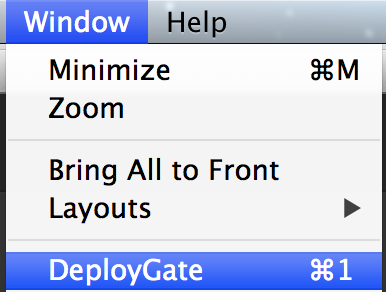 Window Help
Minimize ⌘M
Zoom
Bring All to Front
Layouts ▶
DeployGate ⌘1